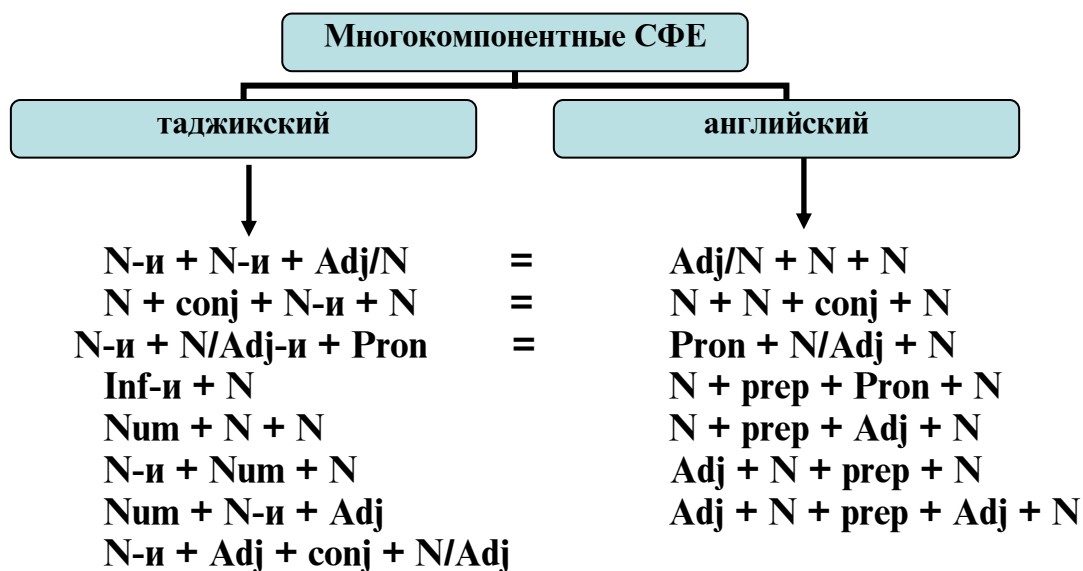 Многокомпонентные СФЕ
таджикский английский
N-и + N-и + Adj/N = Adj/N + N + N
N + conj + N-и + N = N + N + conj + N
N-и + N/Adj-и + Pron = Pron + N/Adj + N
Inf-и + N N + prep + Pron + N
Num + N + N N + prep + Adj + N
N-и + Num + N Adj + N + prep + N
Num + N-и + Adj Adj + N + prep + Adj + N
N-и + Adj + conj + N/Adj